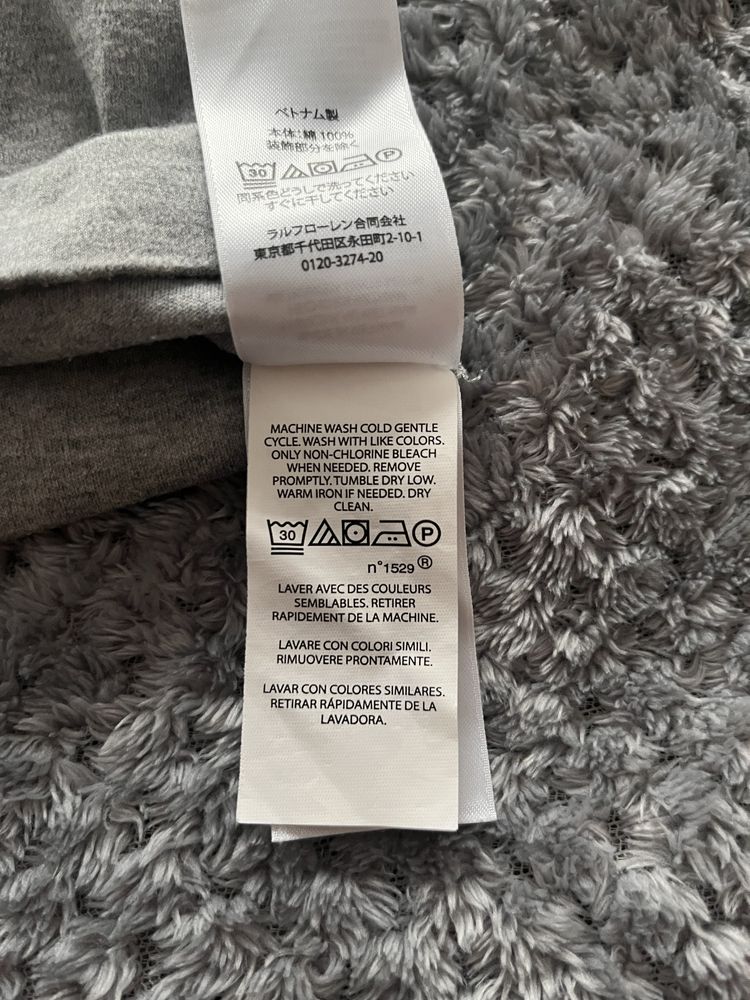 ベトナム製
本体:綿 100%
装飾部分を除く
30
P
同系色どうしで洗ってください
すぐに干してください
ラルフローレン合同会社
東京都千代田区永田町2-10-1
0120-3274-20
MACHINE WASH COLD GENTLE
CYCLE. WASH WITH LIKE COLORS.
ONLY NON-CHLORINE BLEACH
WHEN NEEDED. REMOVE
PROMPTLY. TUMBLE DRY LOW.
WARM IRON IF NEEDED. DRY
CLEAN.
30 P
n°1529 ®
LAVER AVEC DES COULEURS
SEMBLABLES. RETIRER
RAPIDEMENT DE LA MACHINE.
LAVARE CON COLORI SIMILI.
RIMUOVERE PRONTAMENTE.
LAVAR CON COLORES SIMILARES.
RETIRAR RÁPIDAMENTE DE LA
LAVADORA.